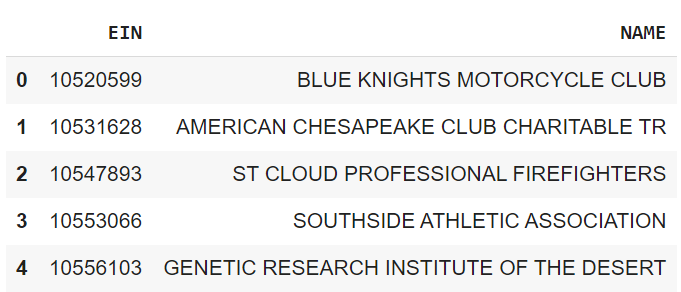 EIN NAME
0 10520599 BLUE KNIGHTS MOTORCYCLE CLUB
1 10531628 AMERICAN CHESAPEAKE CLUB CHARITABLE TR
2 10547893 ST CLOUD PROFESSIONAL FIREFIGHTERS
3 10553066 SOUTHSIDE ATHLETIC ASSOCIATION
4 10556103 GENETIC RESEARCH INSTITUTE OF THE DESERT